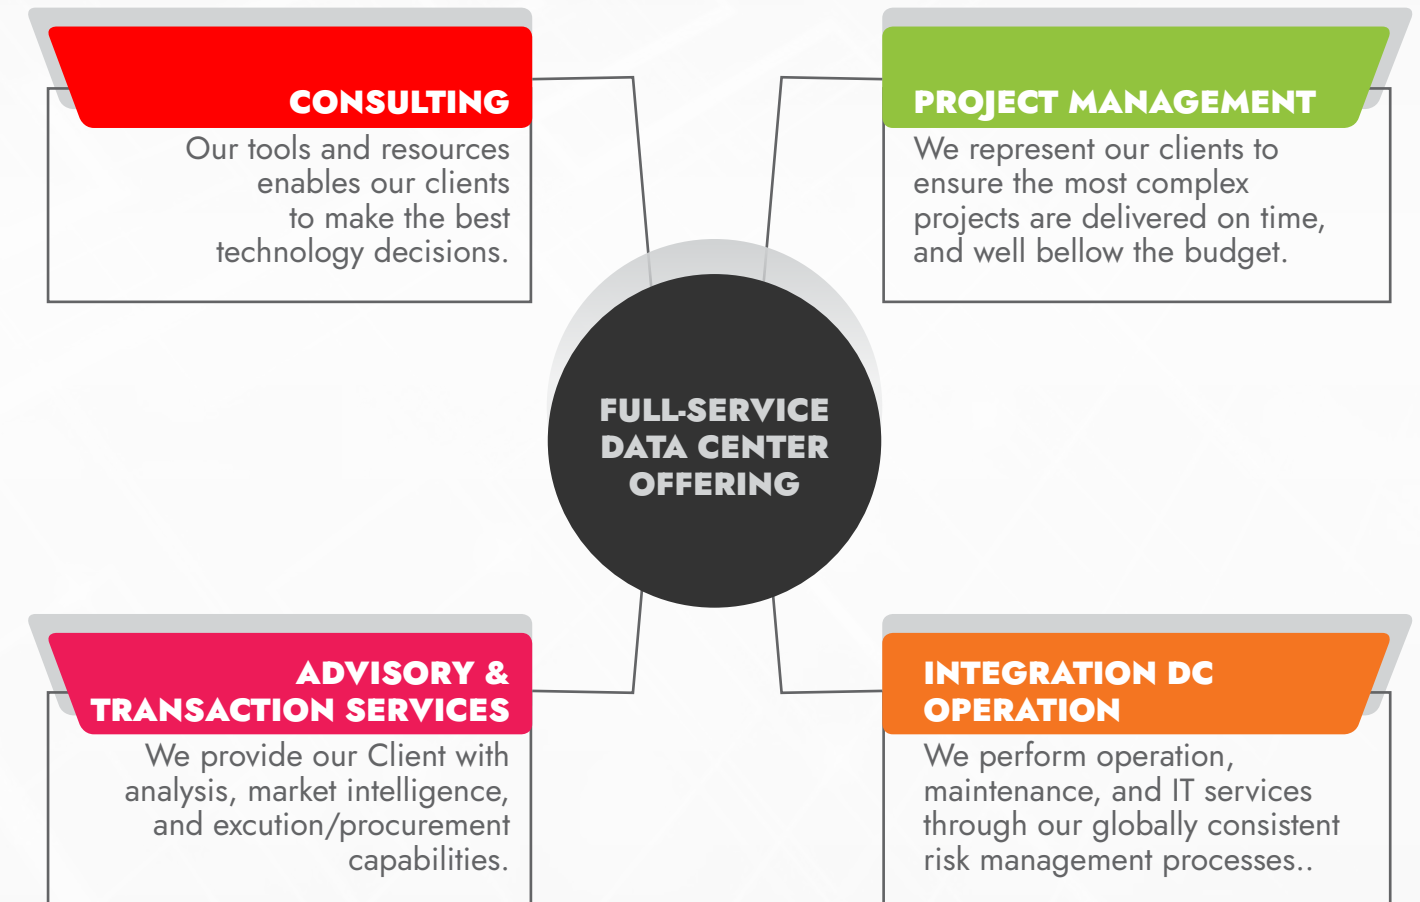 CONSULTING
Our tools and resources
enables our clients
to make the best
technology decisions.
PROJECT MANAGEMENT
We represent our clients to
ensure the most complex
projects are delivered on time,
and well bellow the budget.
FULL-SERVICE
DATA CENTER
OFFERING
ADVISORY &
TRANSACTION SERVICES
We provide our Client with
analysis, market intelligence,
and excution/procurement
capabilities.
INTEGRATION DC
OPERATION
We perform operation,
maintenance, and IT services
through our globally consistent
risk management processes..